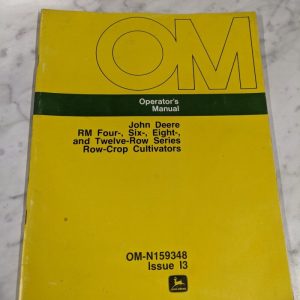 OM
Operator's
Manual
John Deere
RM Four-, Six-, Eight-,
and Twelve-Row Series
Row-Crop Cultivators
OM-N159348
Issue I3
JOHN DEERE